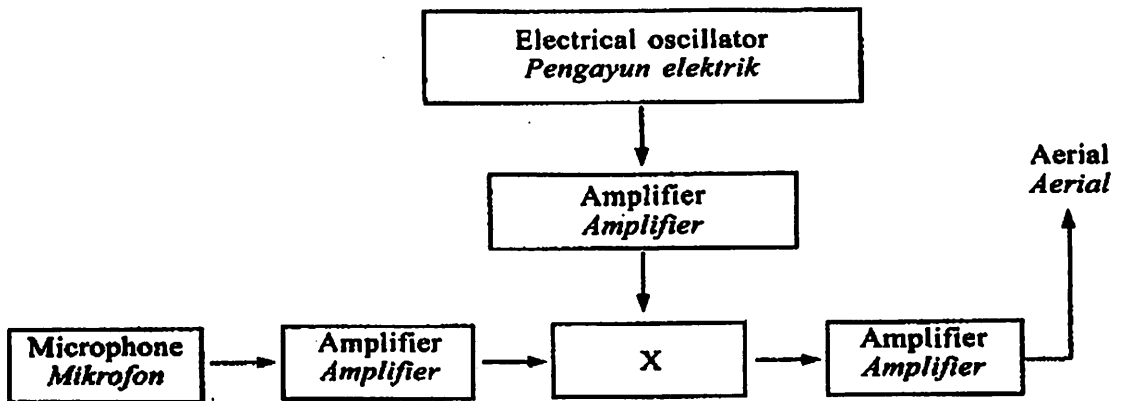 Electrical oscillator
Pengayun elektrik
Amplifier
Amplifier
Aerial
Aerial
Microphone
Mikrofon
Amplifier
Amplifier
X
Amplifier
Amplifier